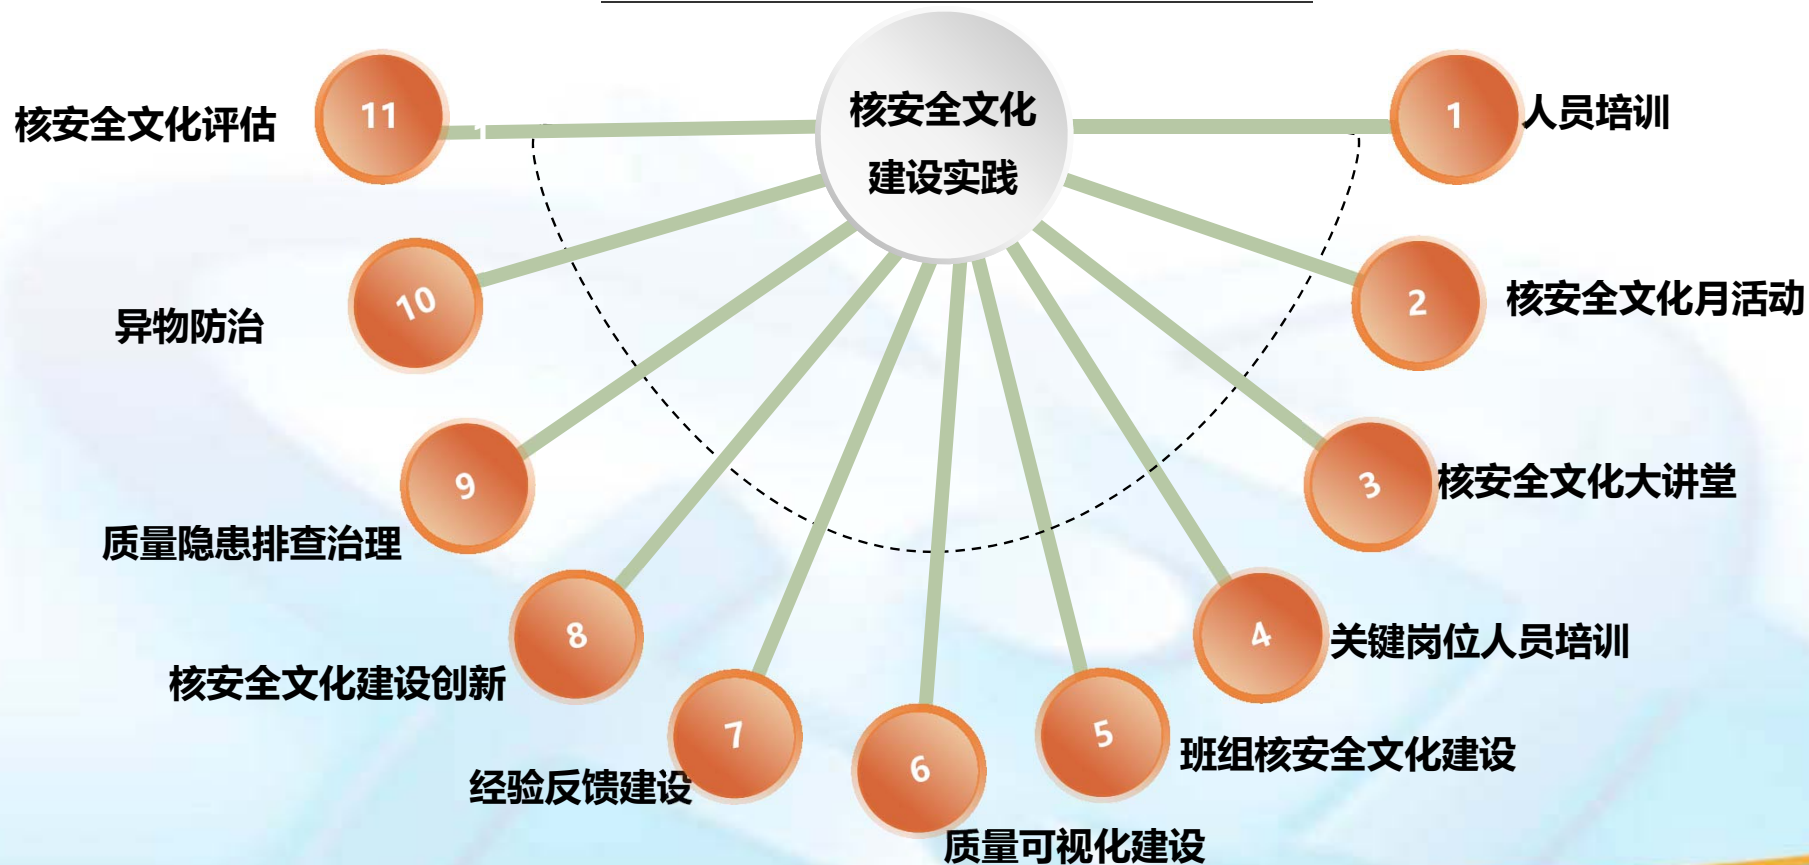 核安全文化
建设实践
1
人员培训
2
核安全文化月活动
3
核安全文化大讲堂
4
关键岗位人员培训
5
班组核安全文化建设
6
质量可视化建设
7
经验反馈建设
8
核安全文化建设创新
9
质量隐患排查治理
10
异物防治
11
1
核安全文化评估